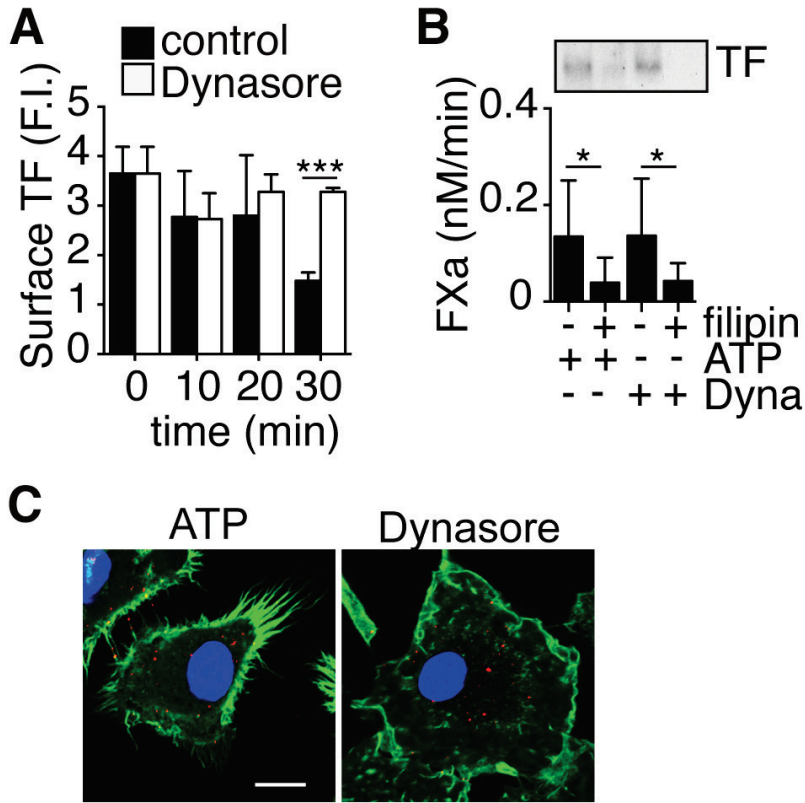 A
control
Dynasore
Surface TF (F.I.)
5
4
3
2
1
0
***
0 10 20 30
time (min)
B
TF
FXa (nM/min)
0.4
0.2
0
* *
- + - + filipin
+ + - - ATP
- - + + Dyna
C
ATP Dynasore